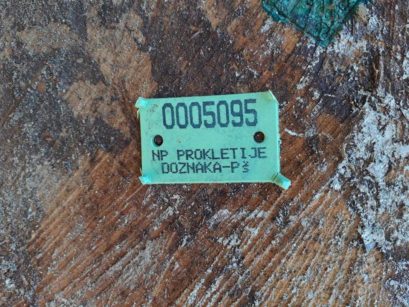 0005095
NP PROKLETIJE
DOZNAKA-PŠ